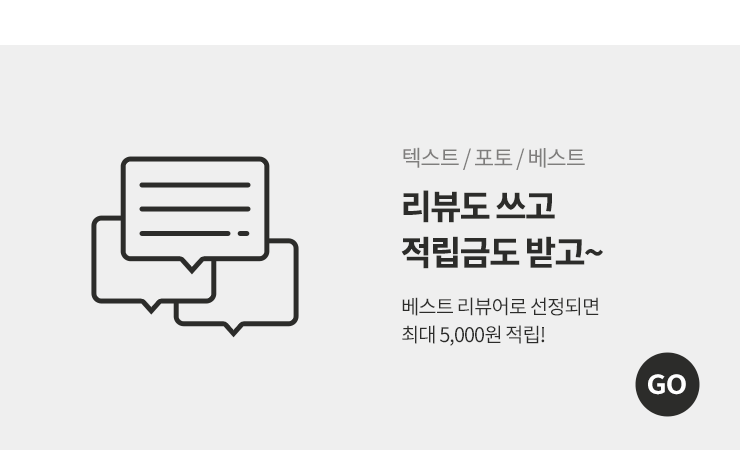 텍스트 / 포토 / 베스트
리뷰도 쓰고
적립금도 받고~
베스트 리뷰어로 선정되면
최대 5,000원 적립!
GO